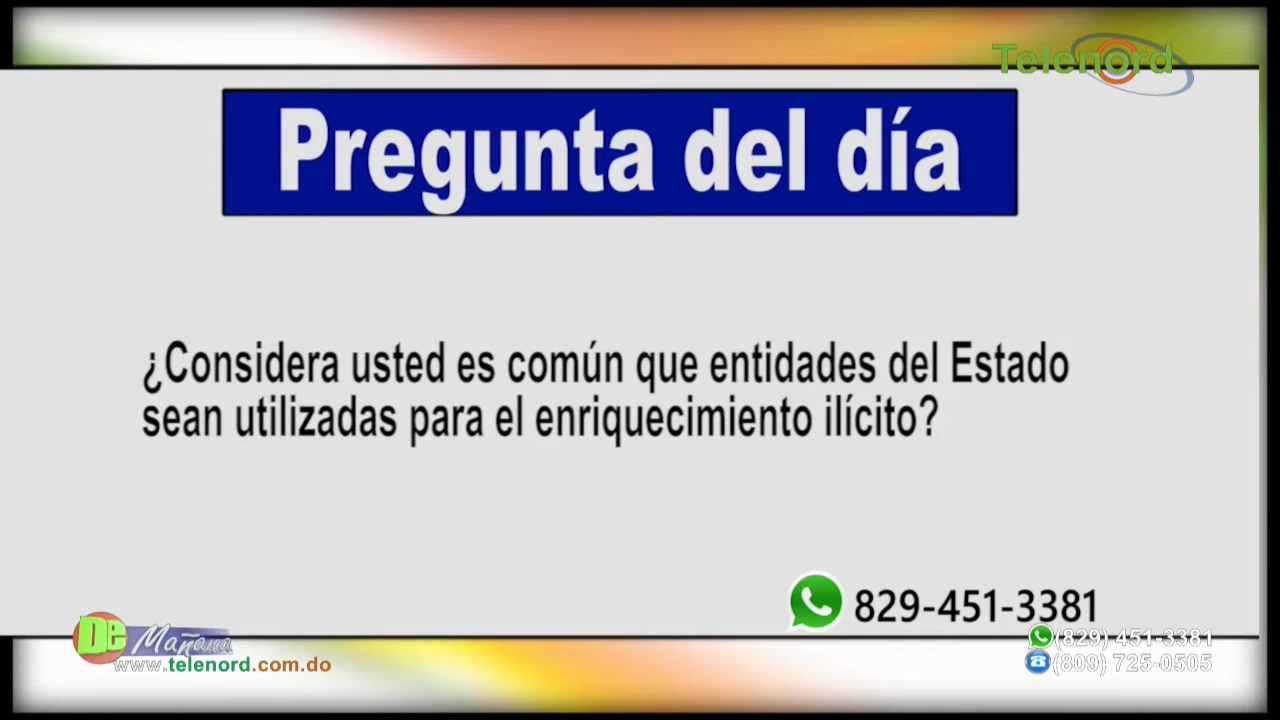 Telenord
Pregunta del día
¿Considera usted es común que entidades del Estado
sean utilizadas para el enriquecimiento ilícito?
829-451-3381
De Mañana
www.telenord.com.do
(829) 451-3381
(809) 725-0505